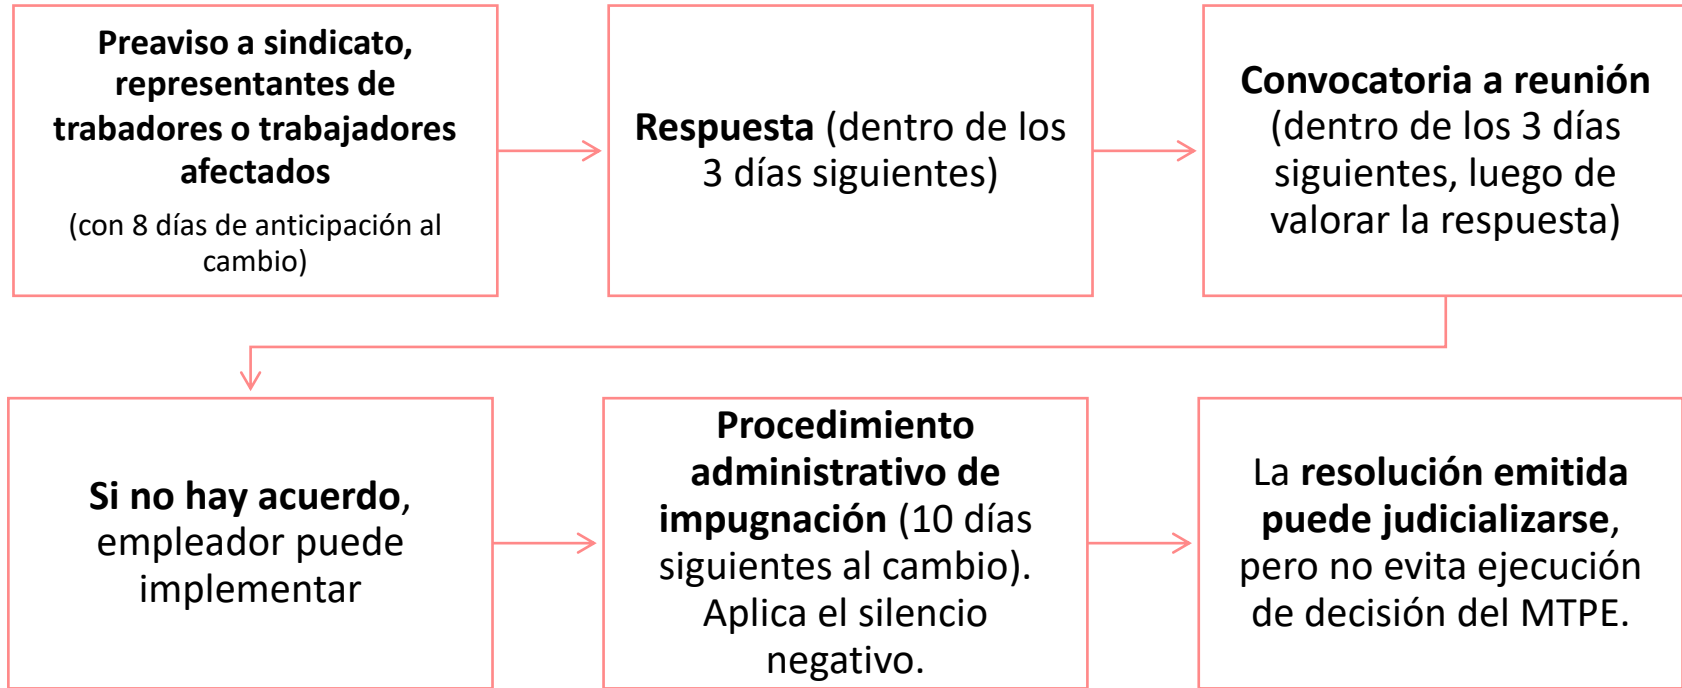 Preaviso a sindicato,
representantes de
trabadores o trabajadores
afectados
(con 8 días de anticipación al
cambio)
Respuesta (dentro de los
3 días siguientes)
Convocatoria a reunión
(dentro de los 3 días
siguientes, luego de
valorar la respuesta)
Si no hay acuerdo,
empleador puede
implementar
Procedimiento
administrativo de
impugnación (10 días
siguientes al cambio).
Aplica el silencio
negativo.
La resolución emitida
puede judicializarse,
pero no evita ejecución
de decisión del MTPE.